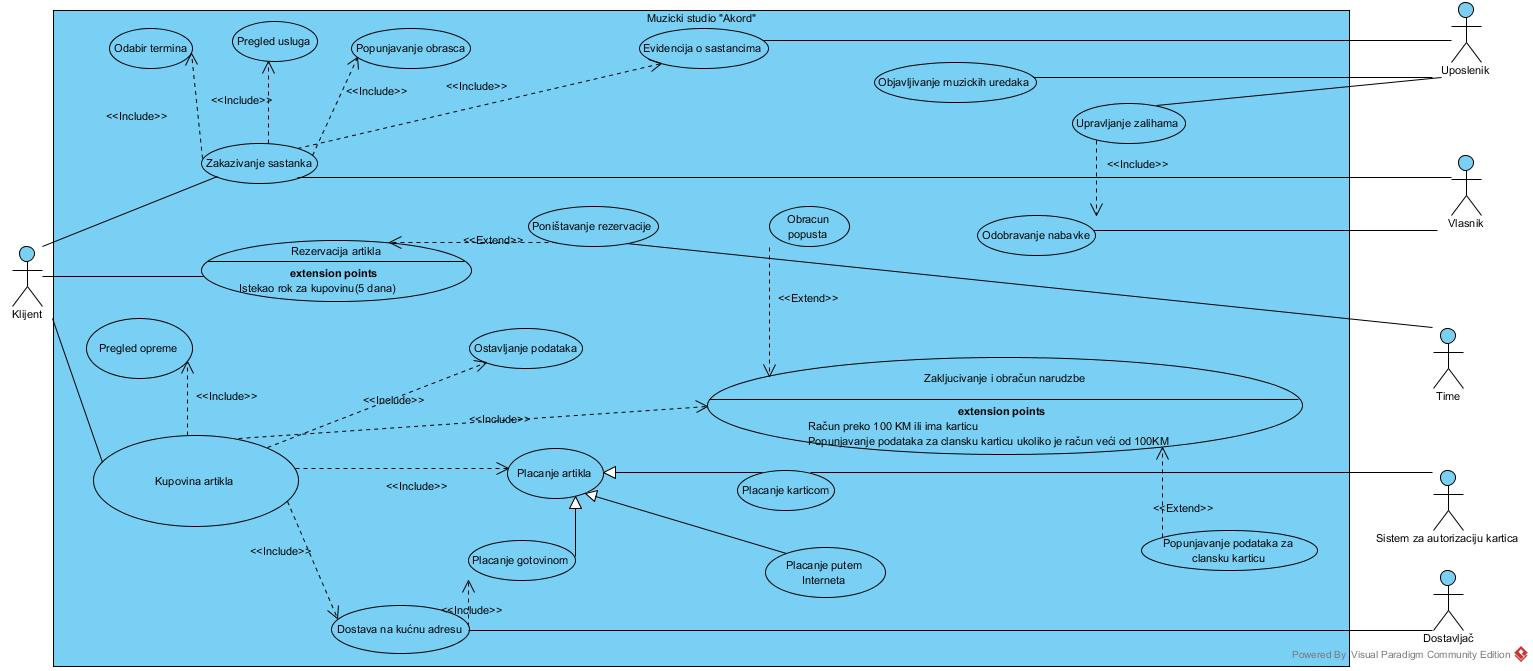 Muzicki studio "Akord"
Odabir termina
Pregled usluga
Popunjavanje obrasca
Evidencija o sastancima
Objavljivanje muzickih uredaka
Uposlenik
<<Include>>
<<Include>>
<<Include>>
<<Include>>
Upravljanje zalihama
<<Include>>
Zakazivanje sastanka
Vlasnik
Poništavanje rezervacije
Obracun
popusta
Odobravanje nabavke
<<Extend>>
Rezervacija artikla
extension points
Istekao rok za kupovinu(5 dana)
Klijent
<<Extend>>
Pregled opreme
Ostavljanje podataka
Time
<<Include>>
<<Include>>
<<Include>>
Zakljucivanje i obračun narudzbe
extension points
Račun preko 100 KM ili ima karticu
Popunjavanje podataka za clansku karticu ukoliko je račun veći od 100KM
Kupovina artikla
Placanje artikla
<<Include>>
Placanje karticom
<<Extend>>
Sistem za autorizaciju kartica
<<Include>>
Placanje gotovinom
Placanje putem
Interneta
Popunjavanje podataka za
clansku karticu
<<Include>>
Dostava na kućnu adresu
Dostavljač
Powered By Visual Paradigm Community Edition